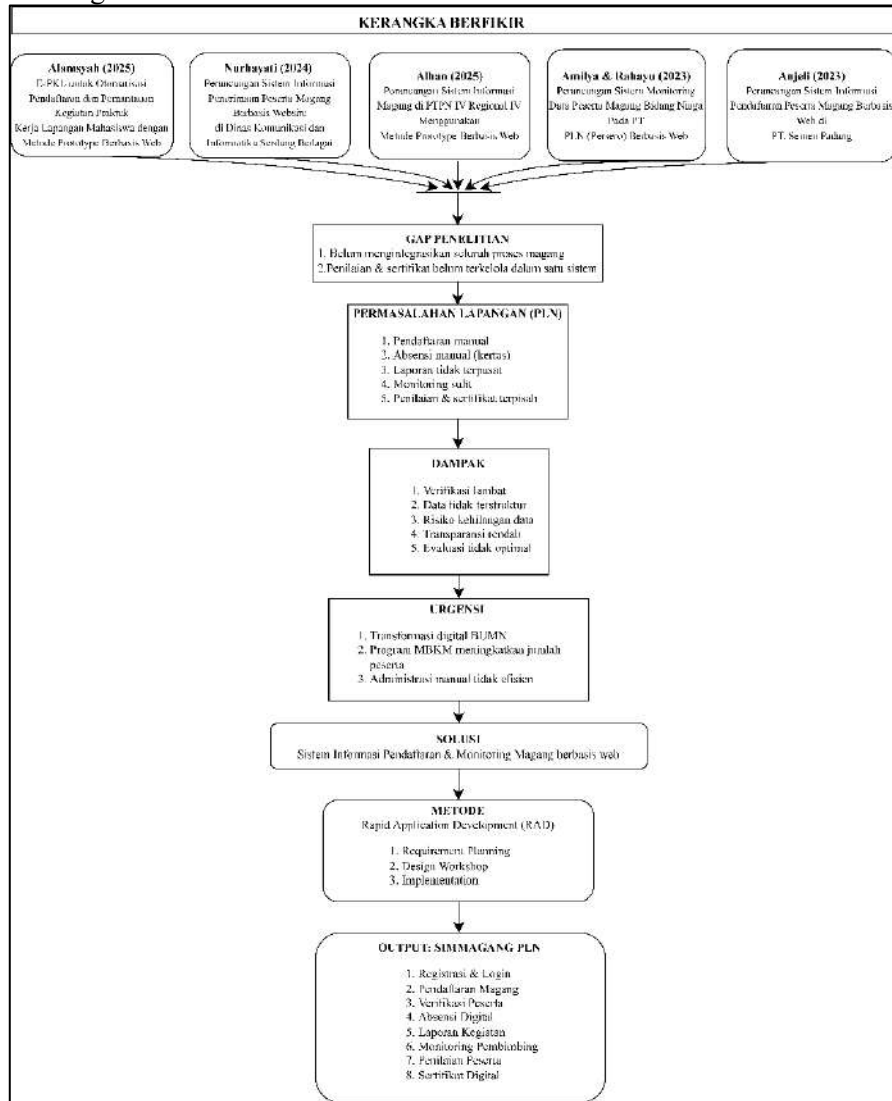 KERANGKA BERFIKIR
Alamsyah (2025)
E-PKL untuk Otomatisasi
Pendaftaran dan Pemantauan
Kegiatan Praktik
Kerja Lapangan Mahasiswa dengan
Metode Prototype Berbasis Web
Nurhayati (2024)
Perancangan Sistem Informasi
Penerimaan Peserta Magang
Berbasis Website
di Dinas Komunikasi dan
Informatika Serdang Bedagai
Alhan (2025)
Perancangan Sistem Informasi
Magang di PTPN IV Regional IV
Menggunakan
Metode Prototype Berbasis Web
Amilya & Rahayu (2023)
Perancangan Sistem Monitoring
Data Peserta Magang Bidang Niaga
Pada PT
PLN (Persero) Berbasis Web
Anjeli (2023)
Perancangan Sistem Informasi
Pendaftaran Peserta Magang Berbasis
Web di
PT. Semen Padang
GAP PENELITIAN
1. Belum mengintegrasikan seluruh proses magang
2.Penilaian & sertifikat belum terkelola dalam satu sistem
PERMASALAHAN LAPANGAN (PLN)
1. Pendaftaran manual
2. Absensi manual (kertas)
3. Laporan tidak terpusat
4. Monitoring sulit
5. Penilaian & sertifikat terpisah
DAMPAK
1. Verifikasi lambat
2. Data tidak terstruktur
3. Risiko kehilangan data
4. Transparansi rendah
5. Evaluasi tidak optimal
URGENSI
1. Transformasi digital BUMN
2. Program MBKM meningkatkan jumlah
peserta
3. Administrasi manual tidak efisien
SOLUSI
Sistem Informasi Pendaftaran & Monitoring Magang berbasis web
METODE
Rapid Application Development (RAD)
1. Requirement Planning
2. Design Workshop
3. Implementation
OUTPUT: SIMMAGANG PLN
1. Registrasi & Login
2. Pendaftaran Magang
3. Verifikasi Peserta
4. Absensi Digital
5. Laporan Kegiatan
6. Monitoring Pembimbing
7. Penilaian Peserta
8. Sertifikat Digital